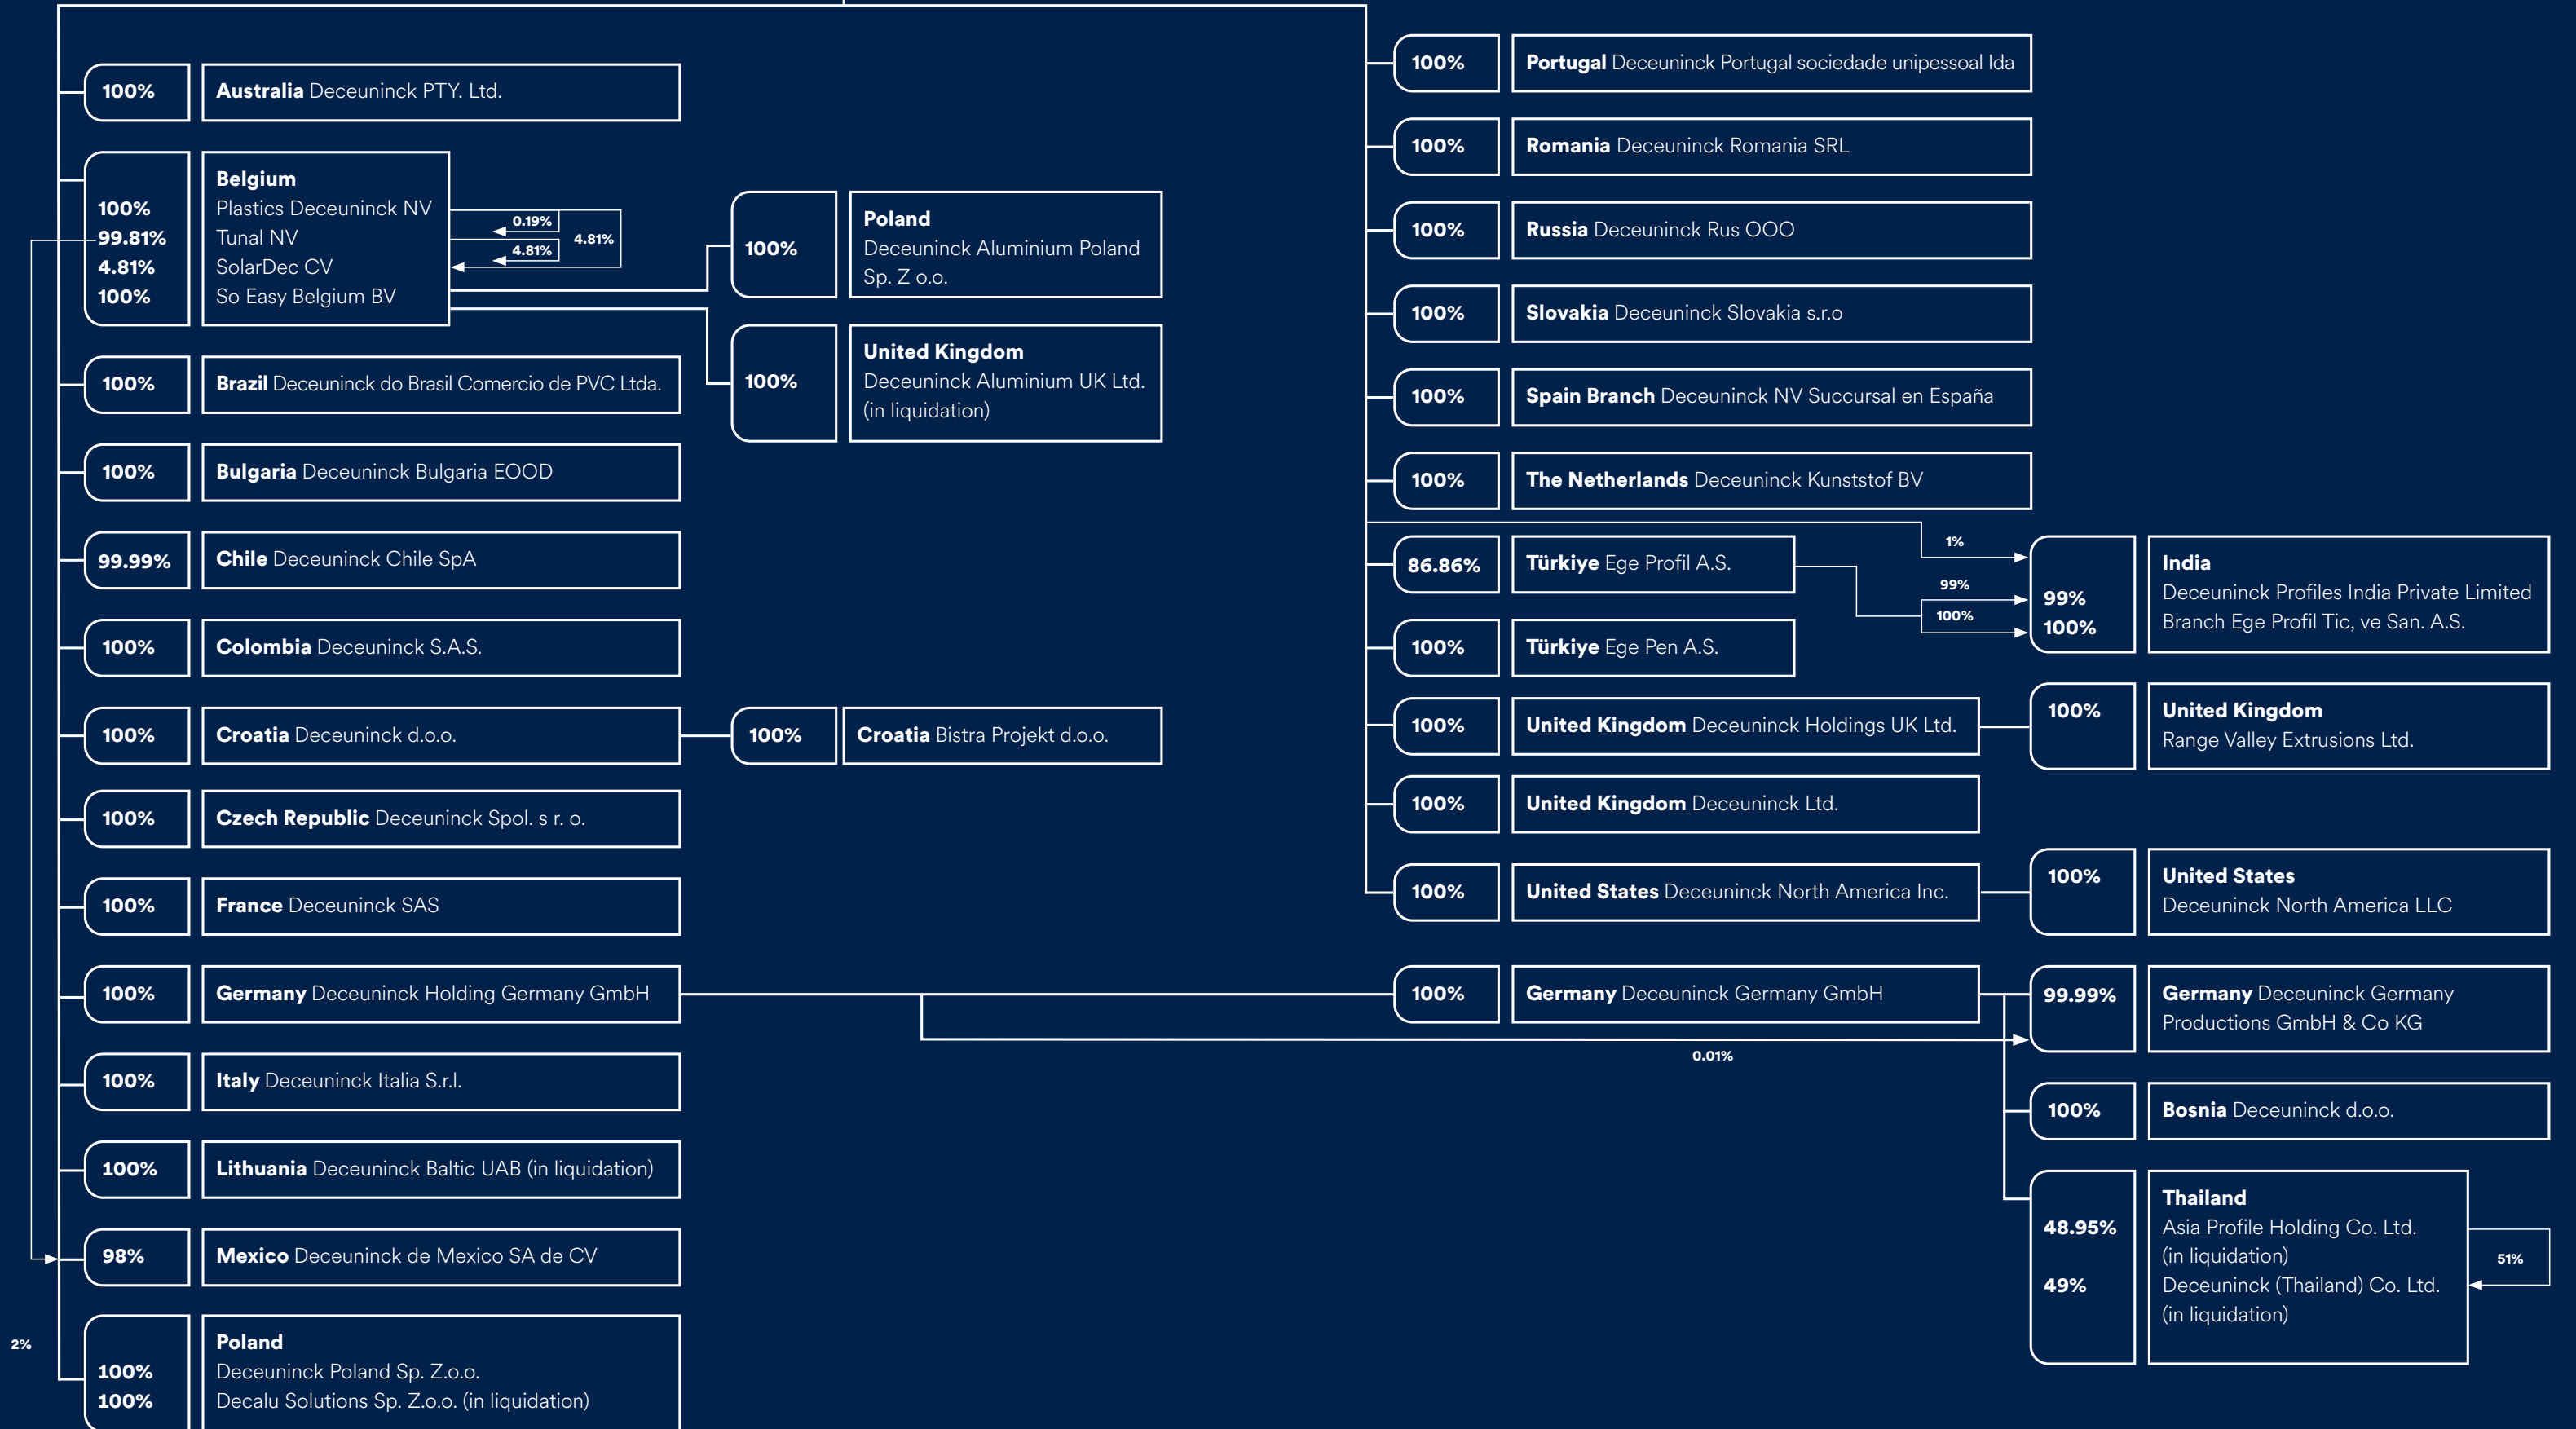 100%
Australia Deceuninck PTY. Ltd.
Belgium
100%
Plastics Deceuninck NV
99.81%
Tunal NV
4.81%
SolarDec CV
100%
So Easy Belgium BV
0.19%
4.81%
4.81%
100%
Poland
Deceuninck Aluminium Poland
Sp. Z o.o.
100%
United Kingdom
Deceuninck Aluminium UK Ltd.
(in liquidation)
100%
Brazil Deceuninck do Brasil Comercio de PVC Ltda.
100%
Bulgaria Deceuninck Bulgaria EOOD
99.99%
Chile Deceuninck Chile SpA
100%
Colombia Deceuninck S.A.S.
100%
Croatia Deceuninck d.o.o.
100%
Croatia Bistra Projekt d.o.o.
100%
Czech Republic Deceuninck Spol. s r. o.
100%
France Deceuninck SAS
100%
Germany Deceuninck Holding Germany GmbH
100%
Italy Deceuninck Italia S.r.l.
100%
Lithuania Deceuninck Baltic UAB (in liquidation)
98%
Mexico Deceuninck de Mexico SA de CV
2%
Poland
100%
Deceuninck Poland Sp. Z.o.o.
100%
Decalu Solutions Sp. Z.o.o. (in liquidation)
100%
Portugal Deceuninck Portugal sociedade unipessoal lda
100%
Romania Deceuninck Romania SRL
100%
Russia Deceuninck Rus OOO
100%
Slovakia Deceuninck Slovakia s.r.o
100%
Spain Branch Deceuninck NV Succursal en España
100%
The Netherlands Deceuninck Kunststof BV
86.86%
Türkiye Ege Profil A.S.
1%
99%
100%
India
99%
Deceuninck Profiles India Private Limited
100%
Branch Ege Profil Tic, ve San. A.S.
100%
Türkiye Ege Pen A.S.
100%
United Kingdom Deceuninck Holdings UK Ltd.
100%
United Kingdom
Range Valley Extrusions Ltd.
100%
United Kingdom Deceuninck Ltd.
100%
United States Deceuninck North America Inc.
100%
United States
Deceuninck North America LLC
100%
Germany Deceuninck Germany GmbH
0.01%
99.99%
Germany Deceuninck Germany
Productions GmbH & Co KG
100%
Bosnia Deceuninck d.o.o.
Thailand
48.95%
Asia Profile Holding Co. Ltd.
(in liquidation)
49%
Deceuninck (Thailand) Co. Ltd.
(in liquidation)
51%